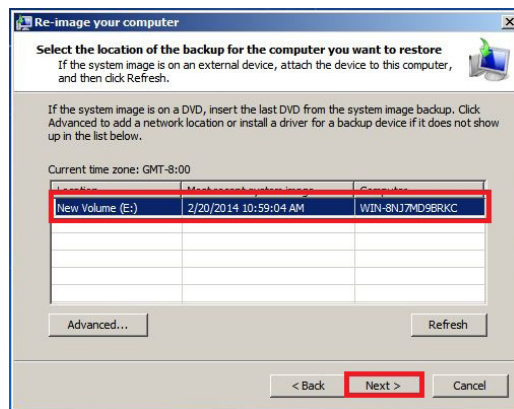 Re-image your computer
Select the location of the backup for the computer you want to restore
If the system image is on an external device, attach the device to this computer,
and then click Refresh.
If the system image is on a DVD, insert the last DVD from the system image backup. Click
Advanced to add a network location or install a driver for a backup device if it does not show
up in the list below.
Current time zone: GMT-8:00
Location Most recent system image Computer
New Volume (E:) 2/20/2014 10:59:04 AM WIN-8NJ7MD9BRKC
Advanced... Refresh
< Back Next > Cancel